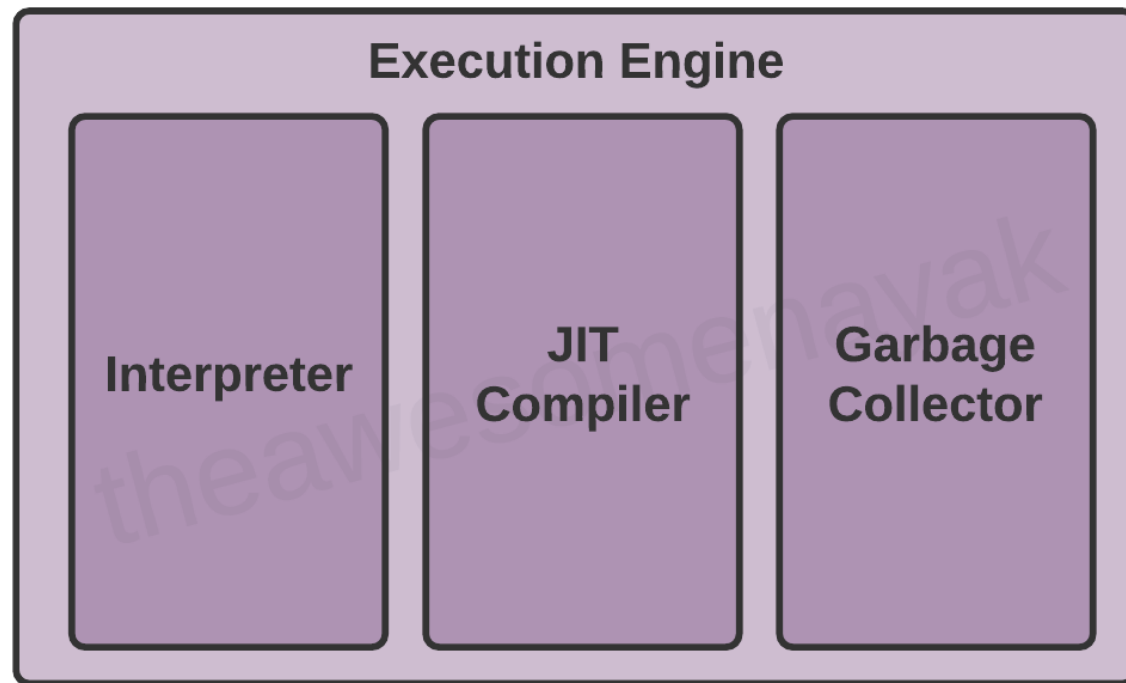 Execution Engine
Interpreter
JIT
Compiler
Garbage
Collector
theawesomenayak